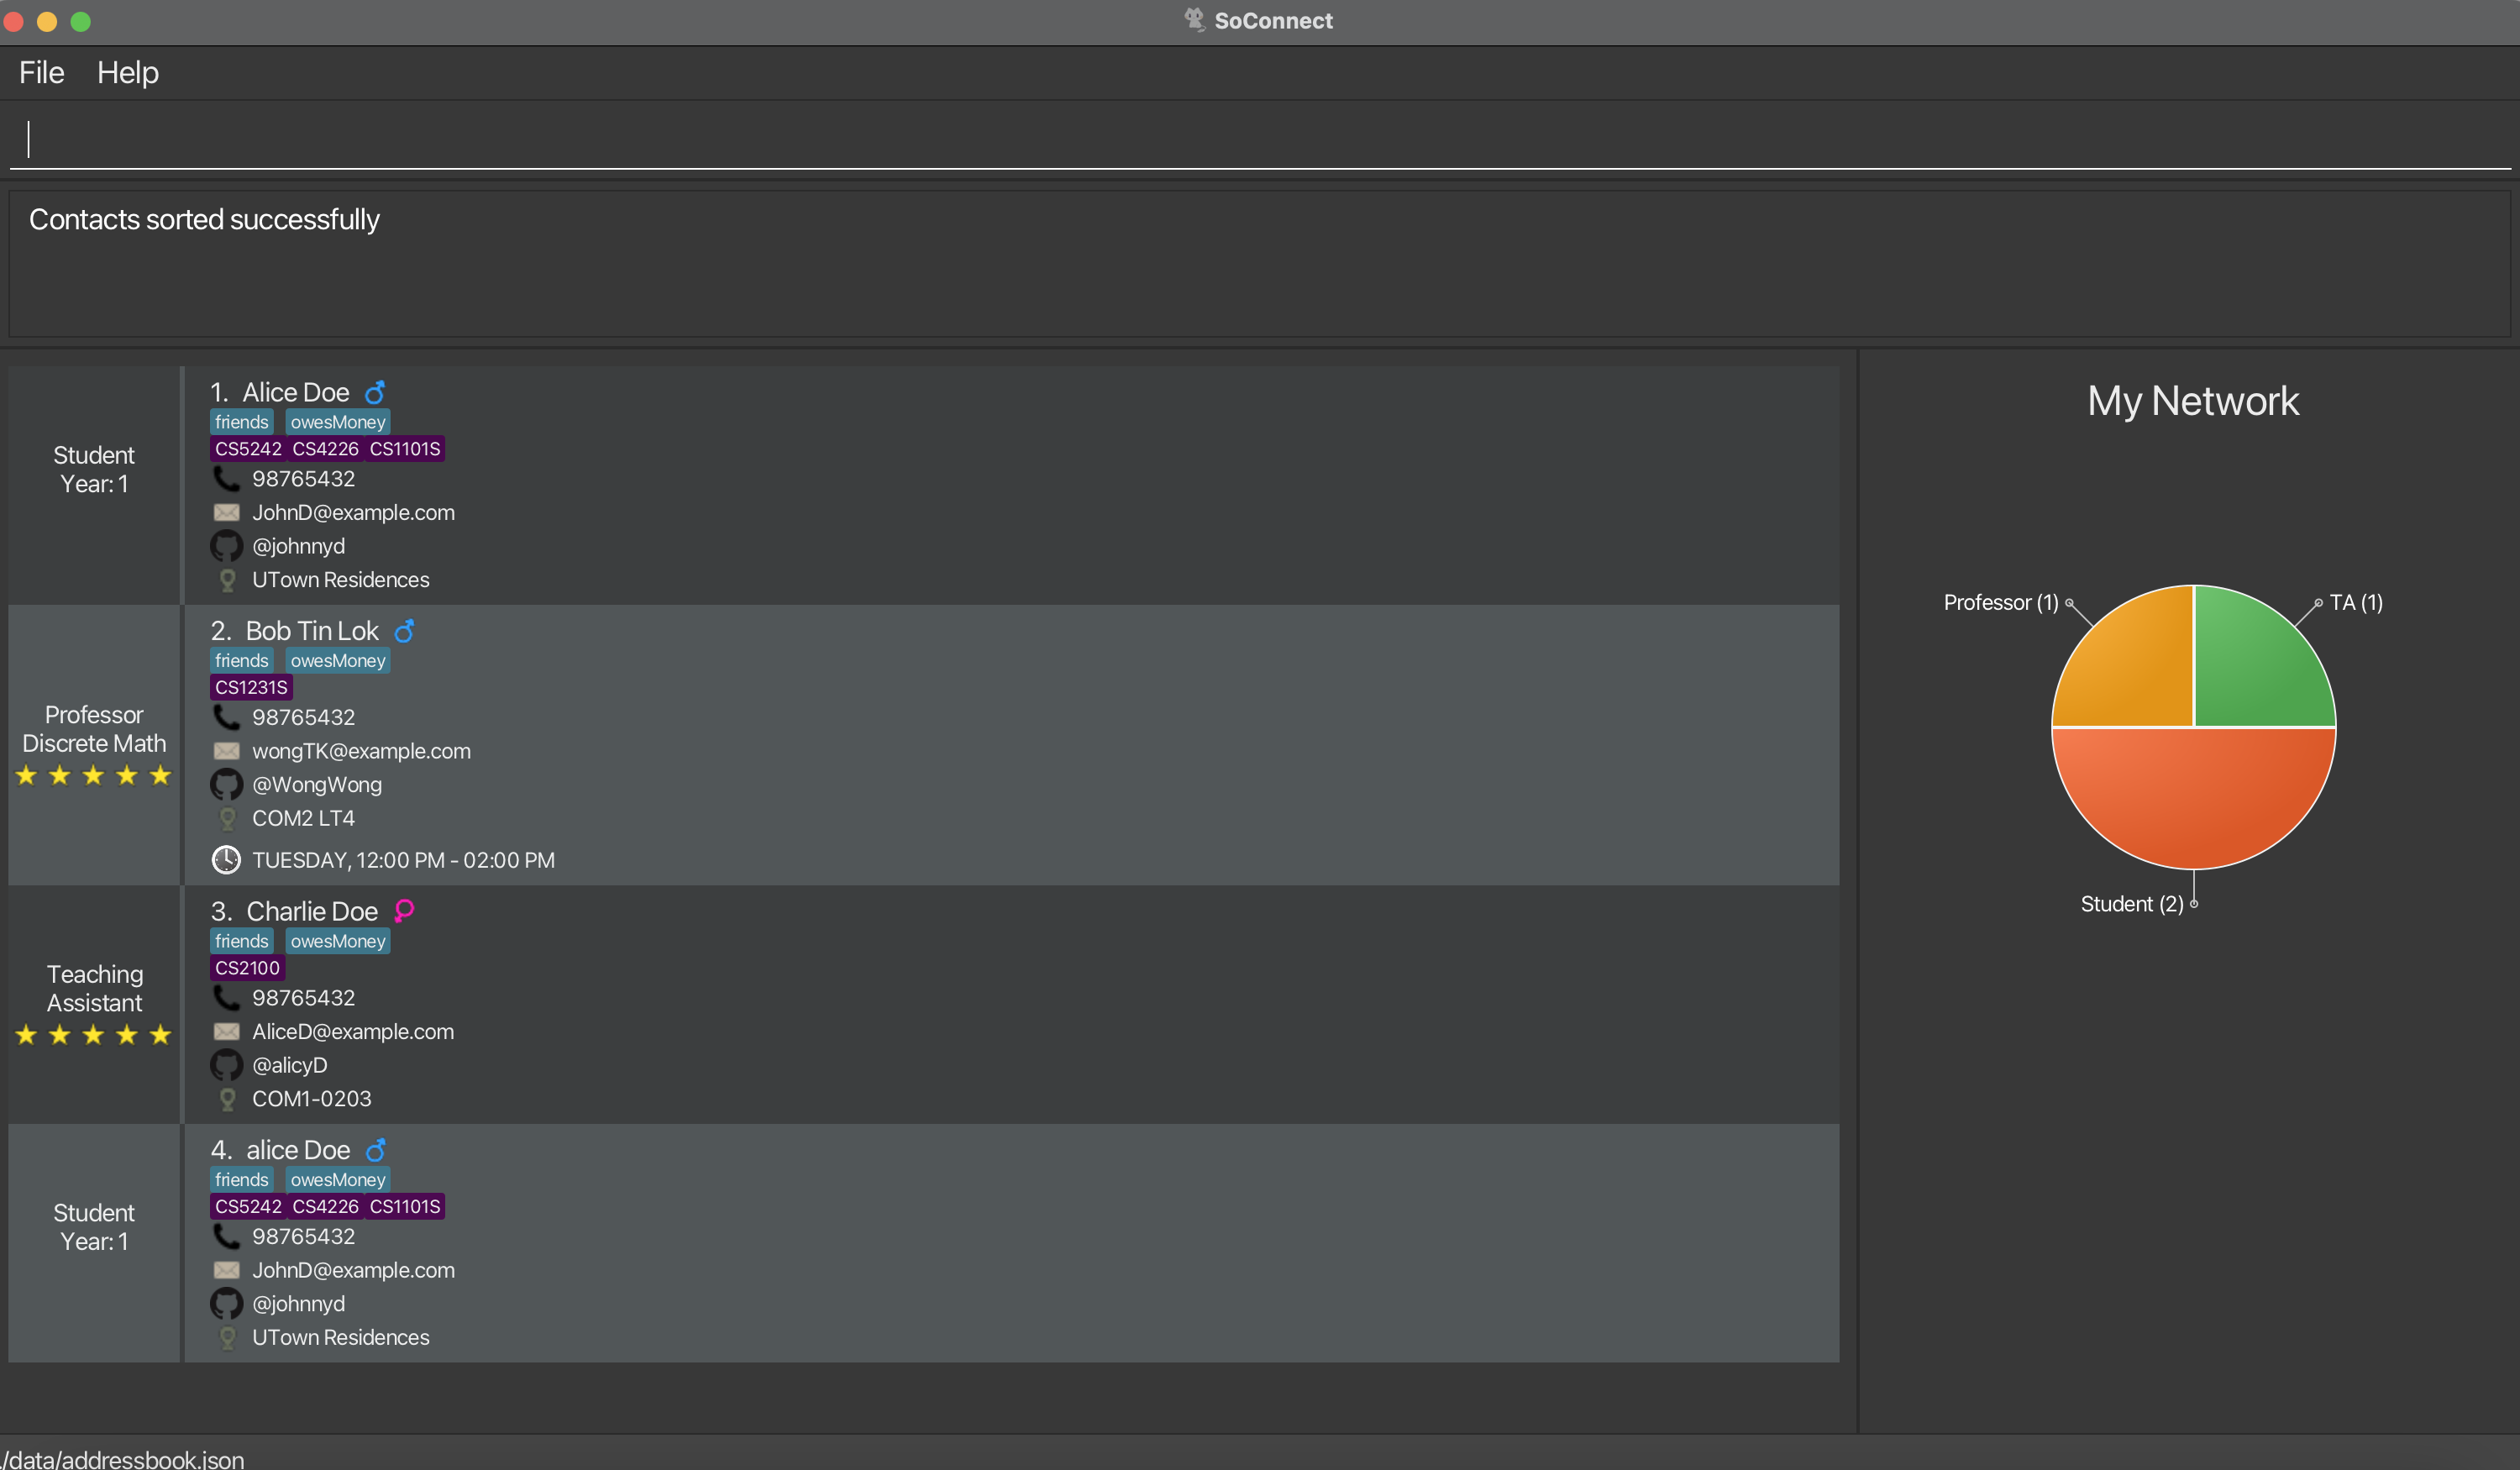 SoConnect
File Help
Contacts sorted successfully
Student
Year: 1
1. Alice Doe
friends owesMoney
CS5242 CS4226 CS1101S
98765432
JohnD@example.com
@johnnyd
UTown Residences
Professor
Discrete Math
2. Bob Tin Lok
friends owesMoney
CS1231S
98765432
wongTK@example.com
@WongWong
COM2 LT4
TUESDAY, 12:00 PM - 02:00 PM
Teaching
Assistant
3. Charlie Doe
friends owesMoney
CS2100
98765432
AliceD@example.com
@alicyD
COM1-0203
Student
Year: 1
4. alice Doe
friends owesMoney
CS5242 CS4226 CS1101S
98765432
JohnD@example.com
@johnnyd
UTown Residences
My Network
Professor (1)
TA (1)
Student (2)
./data/addressbook.json